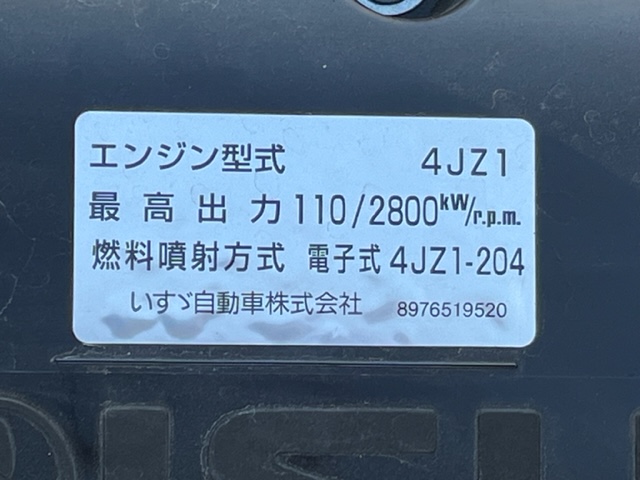 エンジン型式 4JZ1
最高出力 110/2800kW/r.p.m.
燃料噴射方式 電子式 4JZ1-204
いすゞ自動車株式会社 8976519520